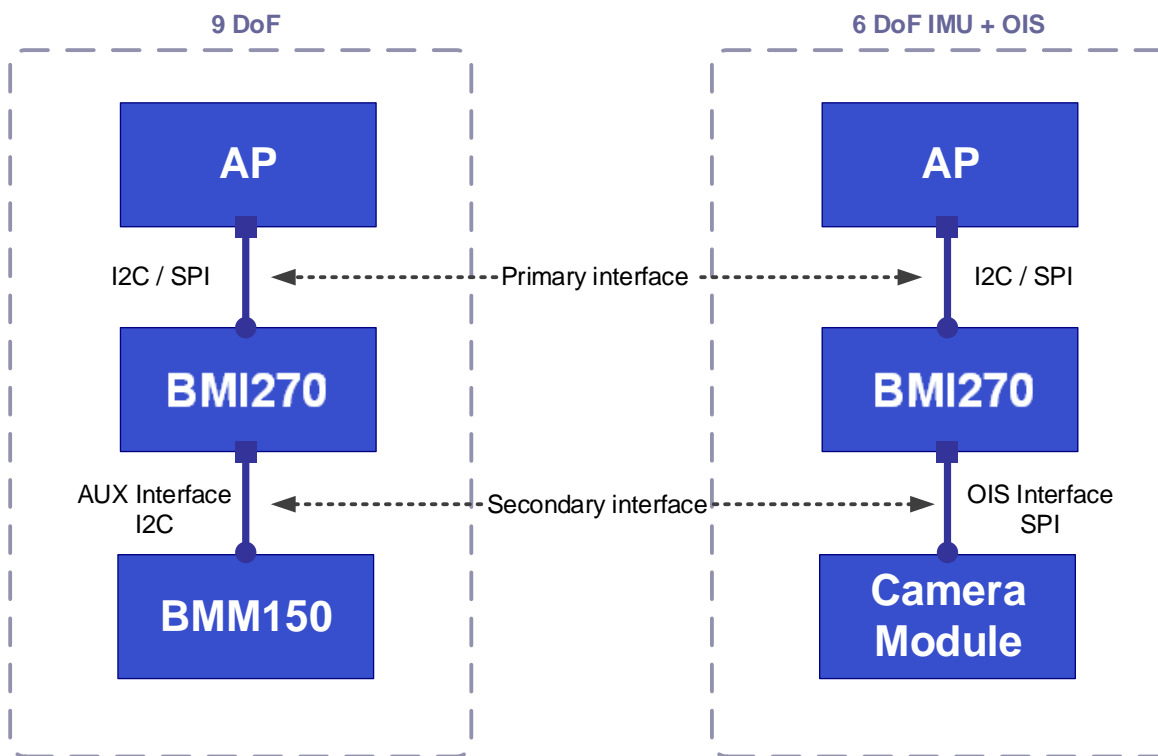 9 DoF
6 DoF IMU + OIS
AP
AP
I2C / SPI
Primary interface
I2C / SPI
BMI270
BMI270
AUX Interface
I2C
Secondary interface
OIS Interface
SPI
BMM150
Camera
Module